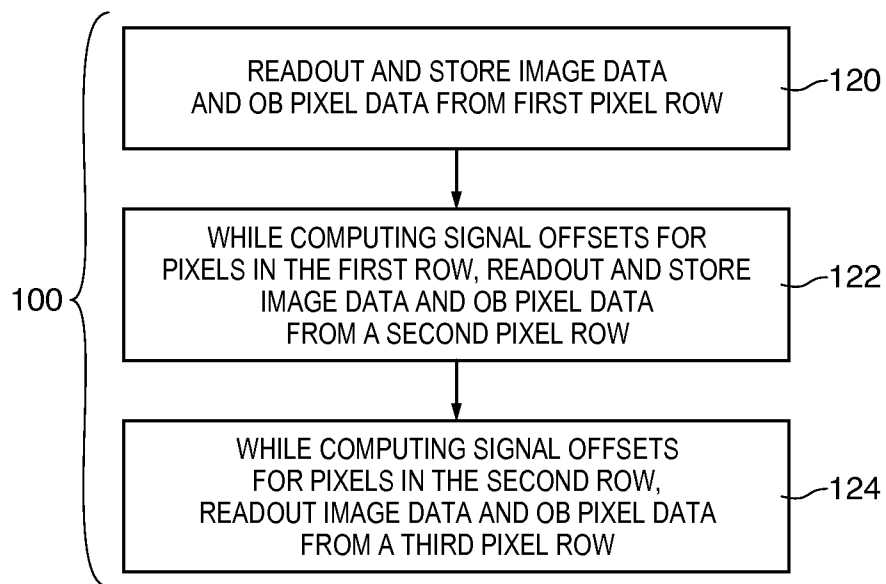 READOUT AND STORE IMAGE DATA
AND OB PIXEL DATA FROM FIRST PIXEL ROW
120
WHILE COMPUTING SIGNAL OFFSETS FOR
PIXELS IN THE FIRST ROW, READOUT AND STORE
IMAGE DATA AND OB PIXEL DATA
FROM A SECOND PIXEL ROW
122
100
WHILE COMPUTING SIGNAL OFFSETS
FOR PIXELS IN THE SECOND ROW,
READOUT IMAGE DATA AND OB PIXEL DATA
FROM A THIRD PIXEL ROW
124